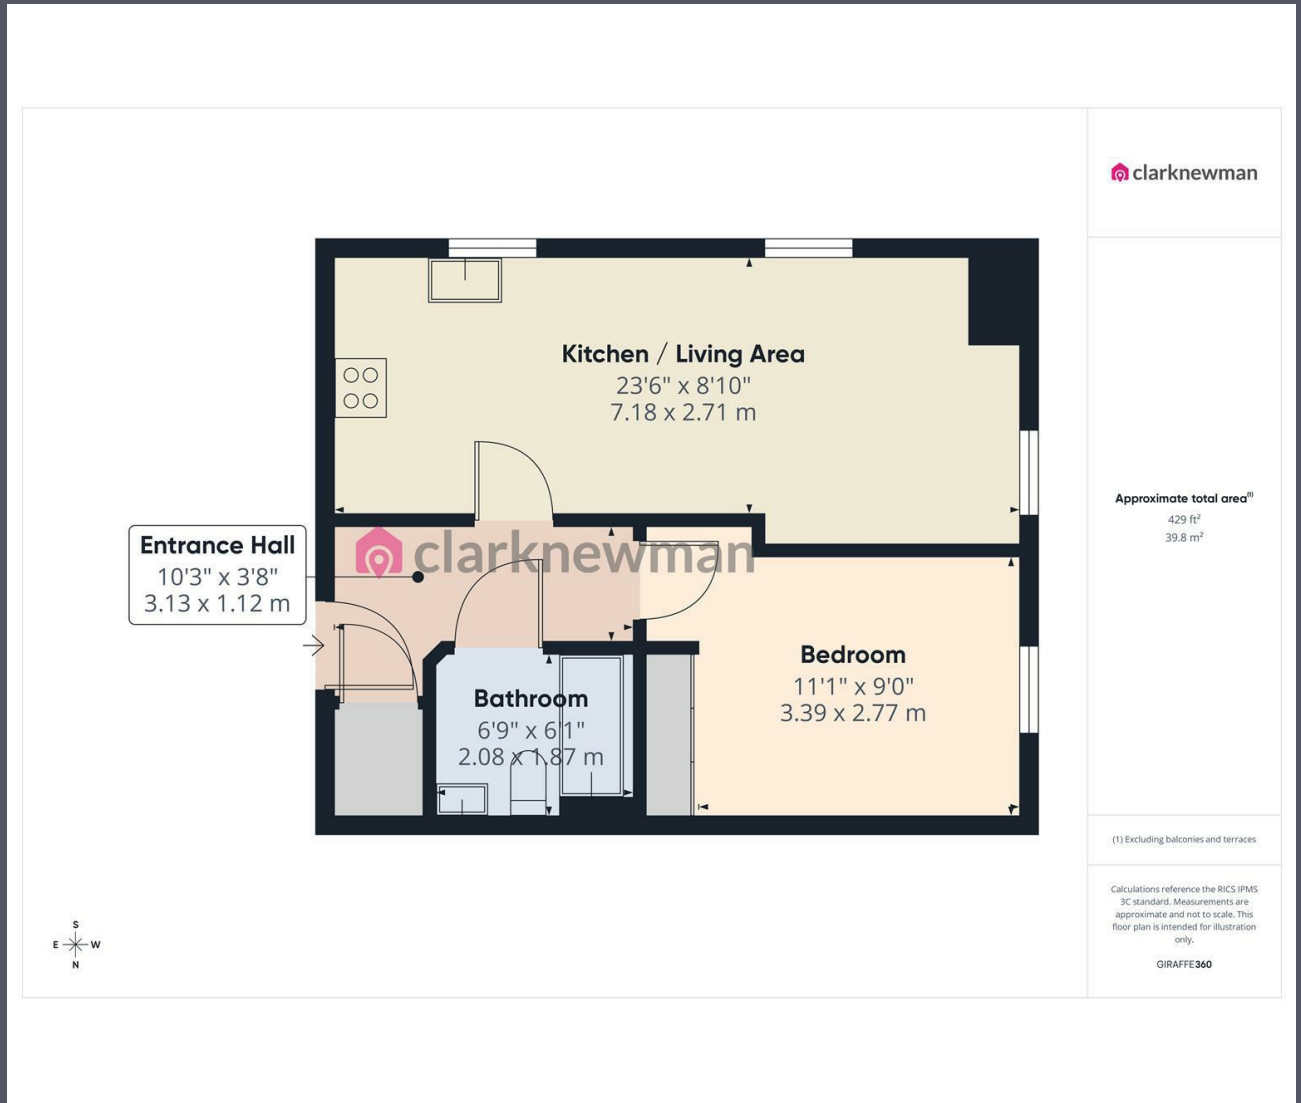 clarknewman
Kitchen / Living Area
23'6" x 8'10"
7.18 x 2.71 m
Entrance Hall
10'3" x 3'8"
3.13 x 1.12 m
clarknewman
Bathroom
6'9" x 6'1"
2.08 x 1.87 m
Bedroom
11'1" x 9'0"
3.39 x 2.77 m
Approximate total area(1)
429 ft²
39.8 m²
(1) Excluding balconies and terraces
Calculations reference the RICS IPMS
3C standard. Measurements are
approximate and not to scale. This
floor plan is intended for illustration
only.
GIRAFFE360
S
E W
N